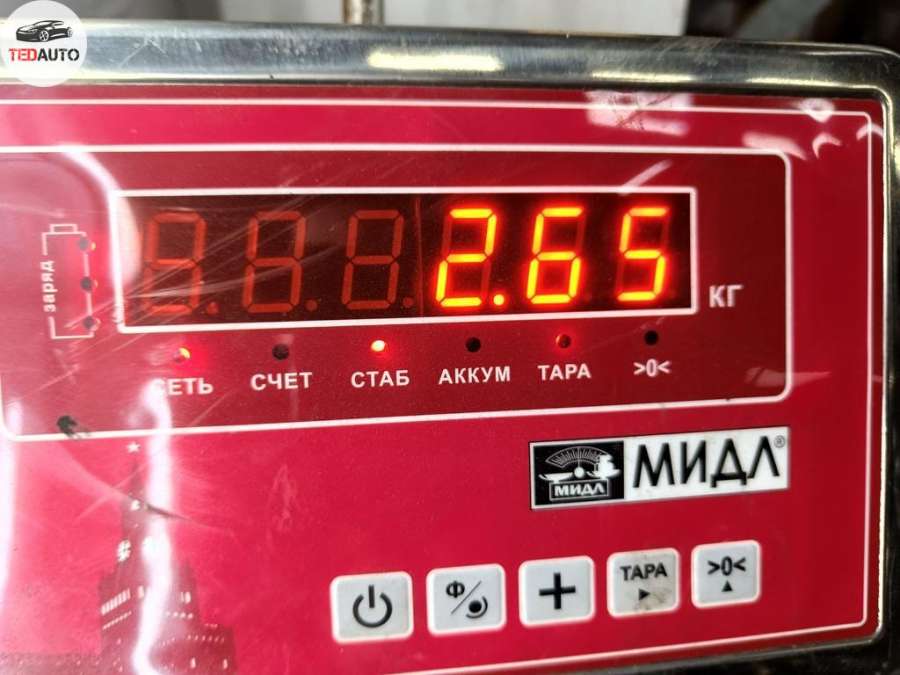 TEDAUTO
заряд
2.65
КГ
СЕТЬ СЧЕТ СТАБ АККУМ ТАРА >0<
МИДЛ МИДЛ®
Ф ТАРА >0<